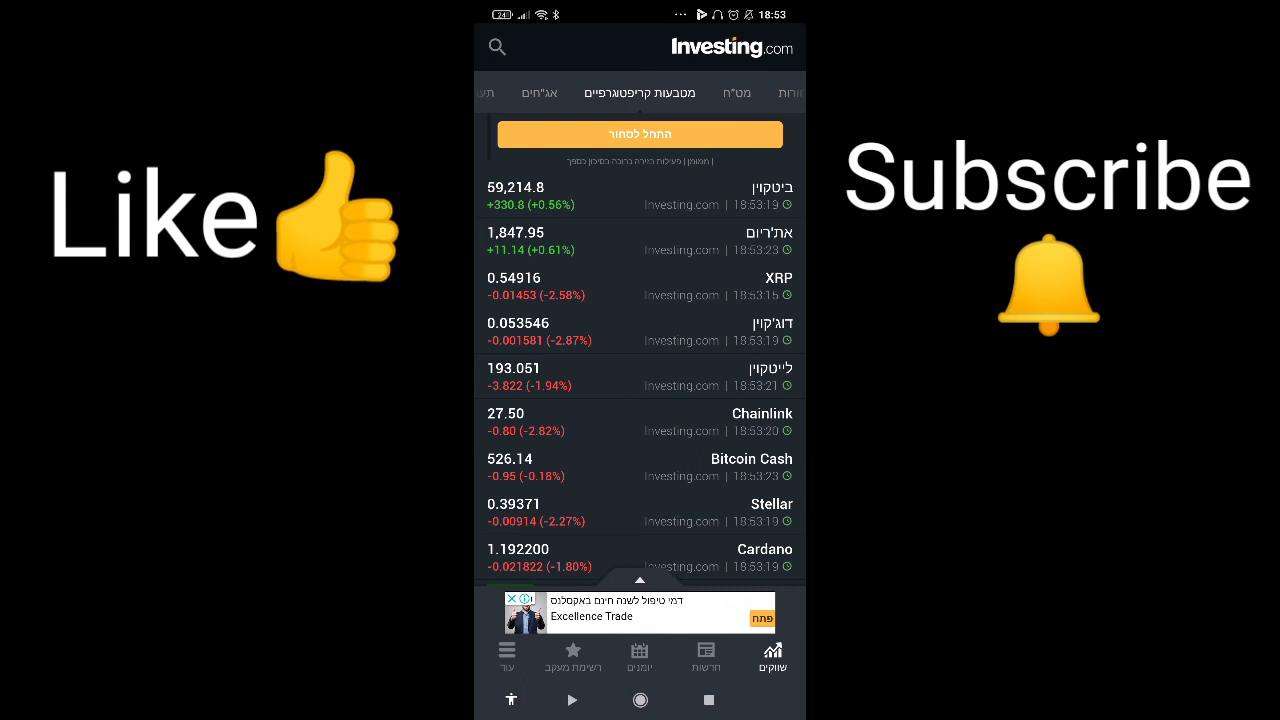 Like
Subscribe
24
18:53
Investing.com
מט"ח
מטבעות קריפטוגרפיים
אג"חים
התחל לסחור
| ממומן | פעילות בזירה כרוכה בסיכון כספך
ביטקוין
59,214.8
Investing.com | 18:53:19
+330.8 (+0.56%)
את'ריום
1,847.95
Investing.com | 18:53:23
+11.14 (+0.61%)
XRP
0.54916
Investing.com | 18:53:15
-0.01453 (-2.58%)
דוג'קוין
0.053546
Investing.com | 18:53:19
-0.001581 (-2.87%)
לייטקוין
193.051
Investing.com | 18:53:21
-3.822 (-1.94%)
Chainlink
27.50
Investing.com | 18:53:20
-0.80 (-2.82%)
Bitcoin Cash
526.14
Investing.com | 18:53:23
-0.95 (-0.18%)
Stellar
0.39371
Investing.com | 18:53:19
-0.00914 (-2.27%)
Cardano
1.192200
Investing.com | 18:53:19
-0.021822 (-1.80%)
דמי טיפול לשנה חינם באקסלנס
Excellence Trade
פתח
שווקים
חדשות
יומנים
רשימת מעקב
עוד